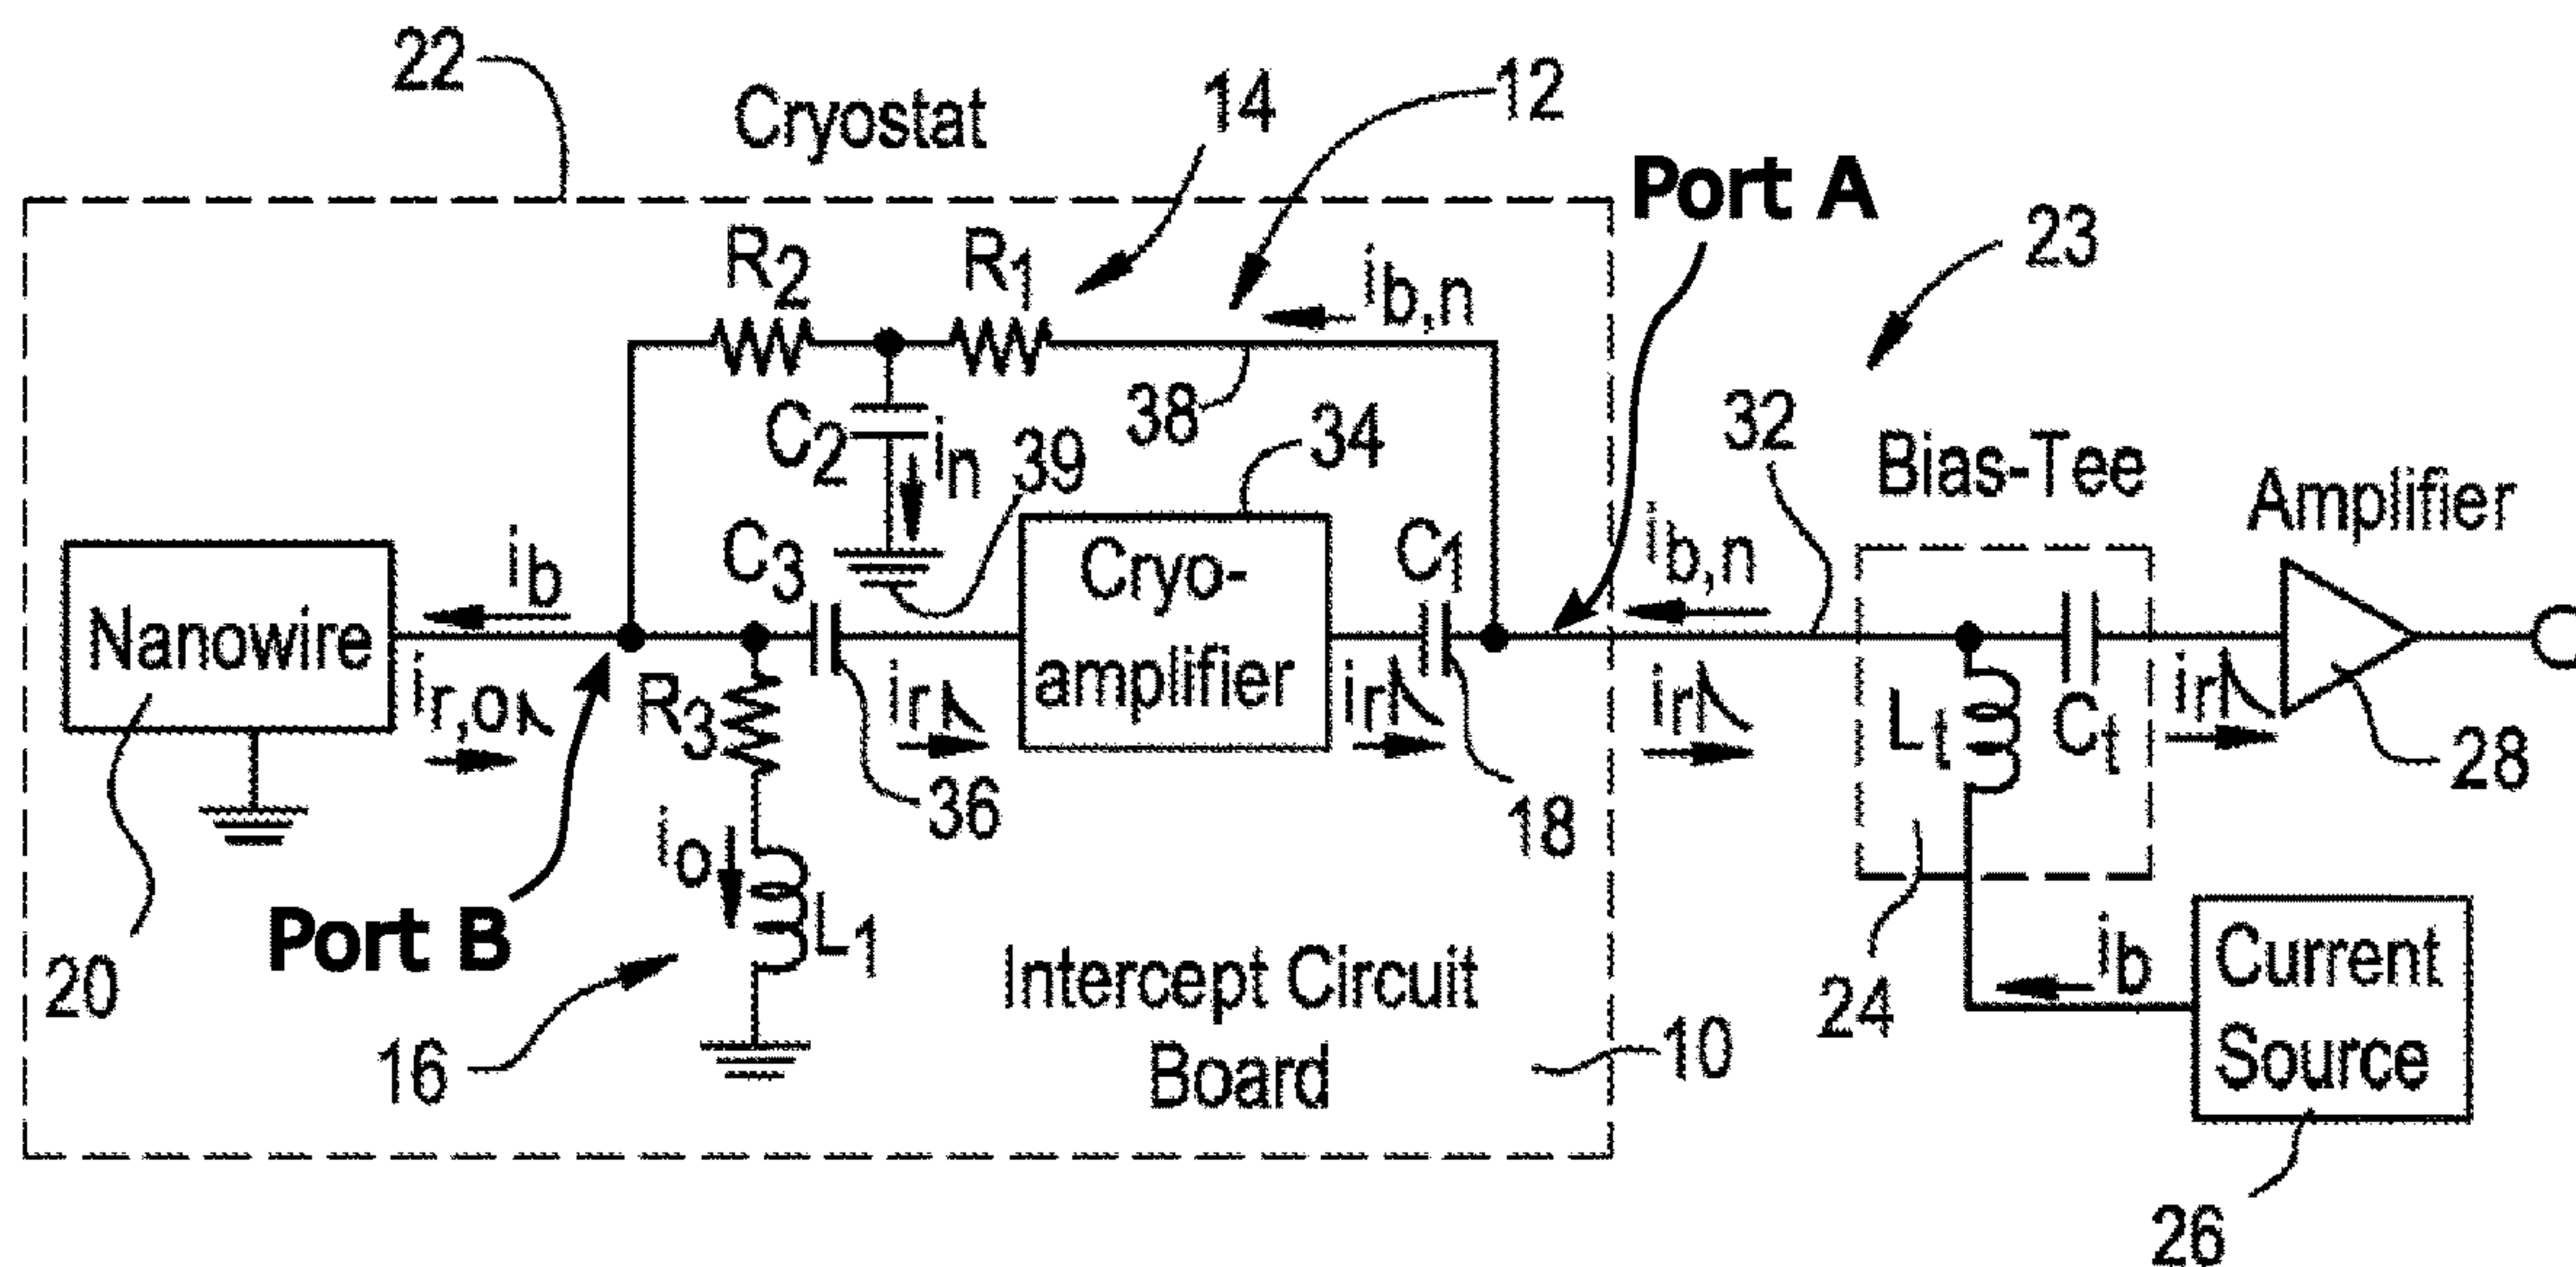 22
Cryostat
14
12
Port A
23
R2
R1
ib,n
C2
in
39
38
34
32
Bias-Tee
Amplifier
Nanowire
ib
ir,o
C3
ir
Cryo-
amplifier
C1
ir
ib,n
ir
Lt
Ct
ir
28
R3
36
18
io
L1
Port B
20
16
Intercept Circuit
Board
10
24
ib
Current
Source
26